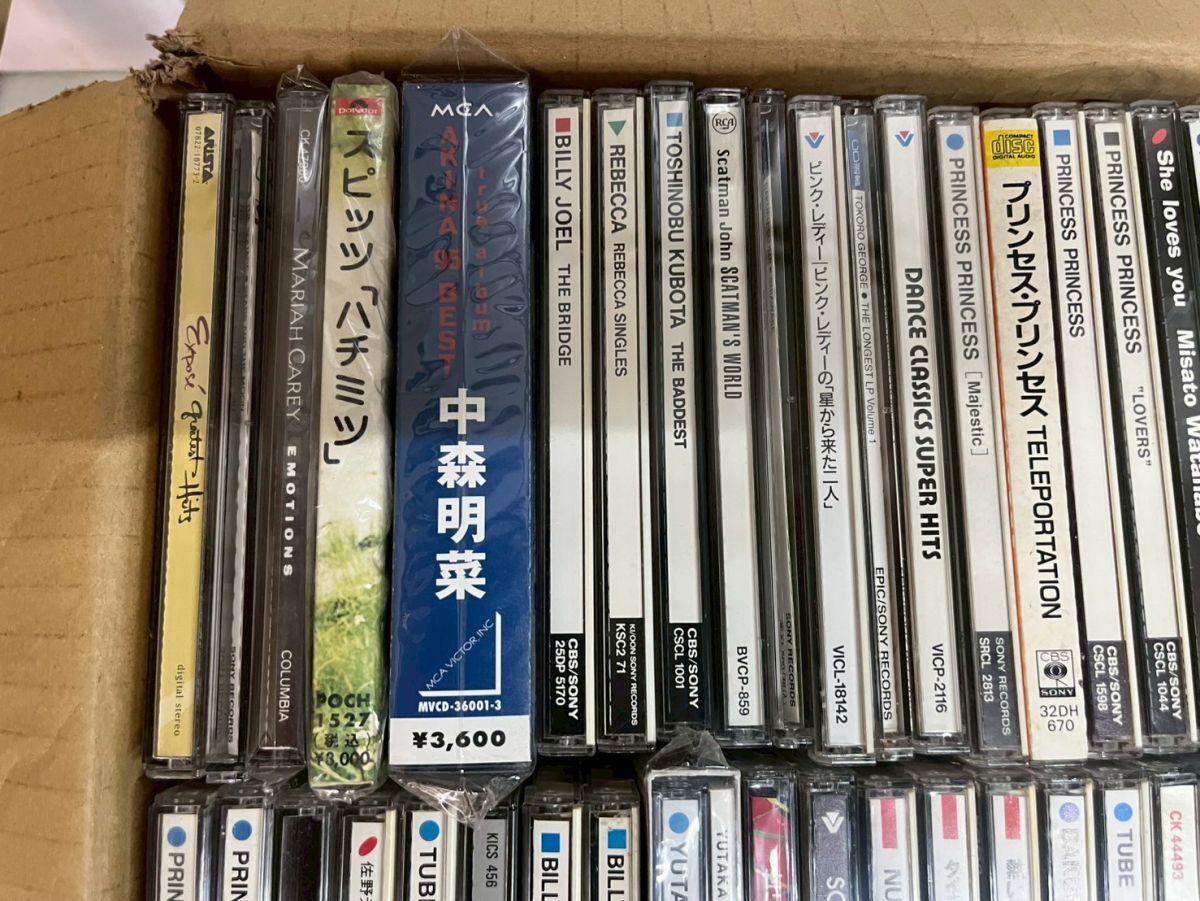 ARISTA
07822-18773-2
Exposé greatest Hits
digital stereo
SONY RECORDS
MARIAH CAREY EMOTIONS
COLUMBIA
Polydor
スピッツ「ハチミツ」
POCH
1527
(税込)
¥3,000
MCA
true album
AKINA 95 BEST
中森明菜
MCA VICTOR, INC.
MVCD-36001-3
¥3,600
BILLY JOEL THE BRIDGE
CBS/SONY
25DP 5170
REBECCA REBECCA SINGLES
KI/OON SONY RECORDS
KSC2 71
TOSHINOBU KUBOTA THE BADDEST
CBS/SONY
CSCL 1001
RCA
Scatman John SCATMAN'S WORLD
BVCP-859
SONY RECORDS
ピンク・レディー/ピンク・レディーの「星から来た二人」
VICL-18142
TOKORO GEORGE ● THE LONGEST LP Volume 1
EPIC/SONY RECORDS
DANCE CLASSICS SUPER HITS
VICP-2116
PRINCESS PRINCESS [Majestic]
SRCL 2813
COMPACT
disc
DIGITAL AUDIO
プリンセス・プリンセス TELEPORTATION
CBS
SONY
32DH
670
PRINCESS PRINCESS
CBS/SONY
CSCL 1598
PRINCESS PRINCESS "LOVERS"
CBS/SONY
CSCL 1044
She loves you Misato Watanabe
PRIN
PRIN
佐野
TUBE
KICS 456
BILL
BILL
YUTA
YUTAKA
SO
NU
TUBE
CK 44493